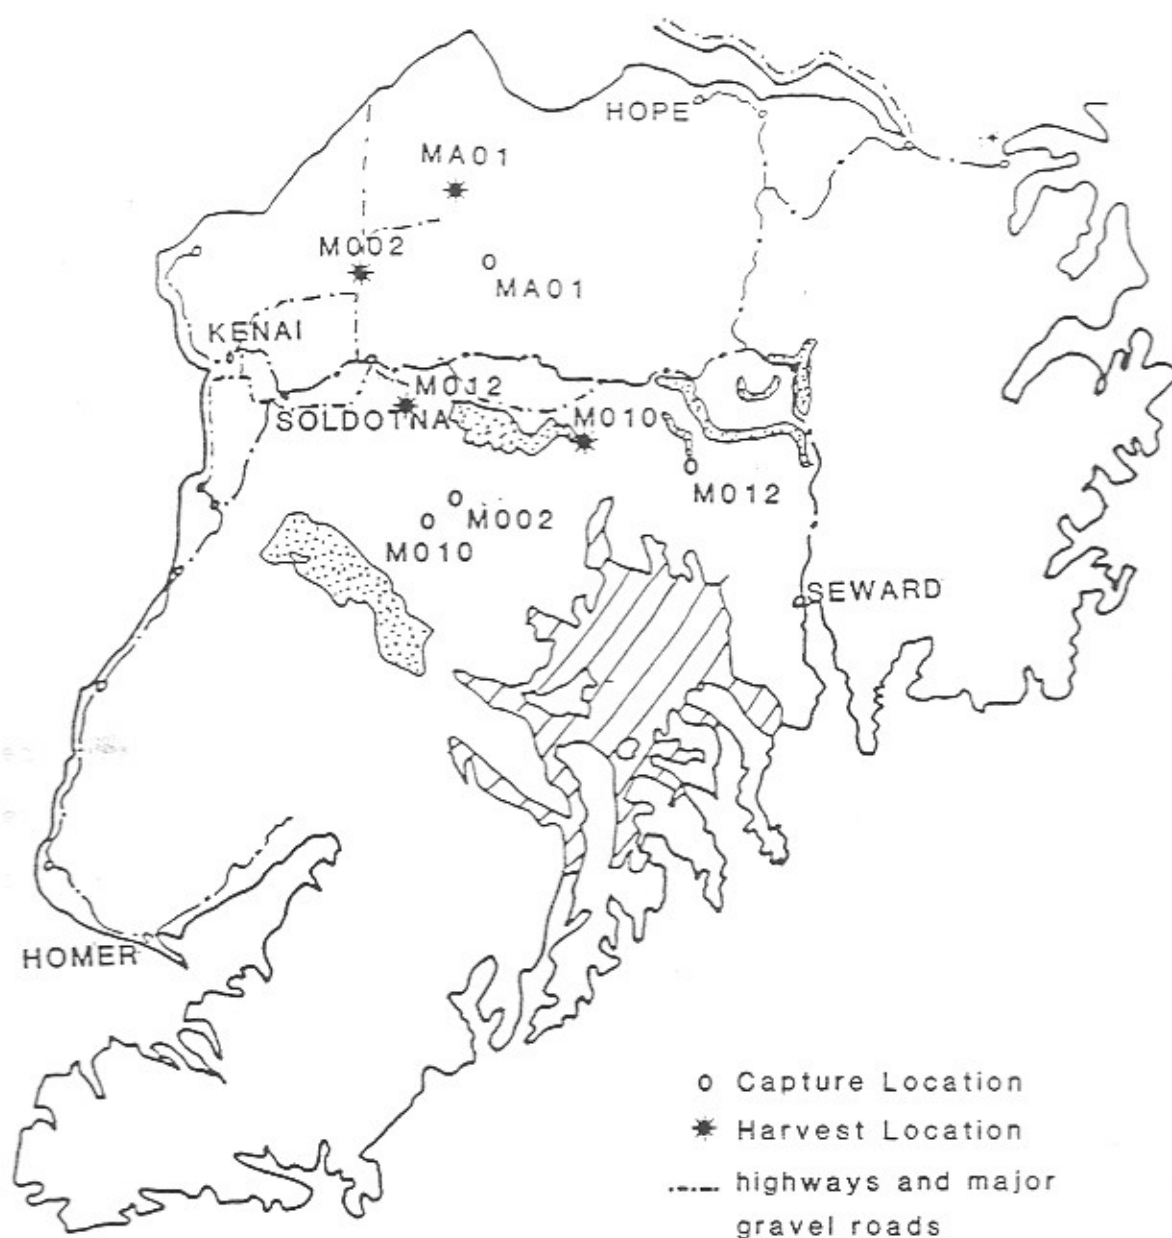 HOPE
MA01
M002
MA01
KENAI
M012
SOLDOTNA
M010
M012
M002
M010
SEWARD
HOMER
Capture Location
Harvest Location
highways and major
gravel roads